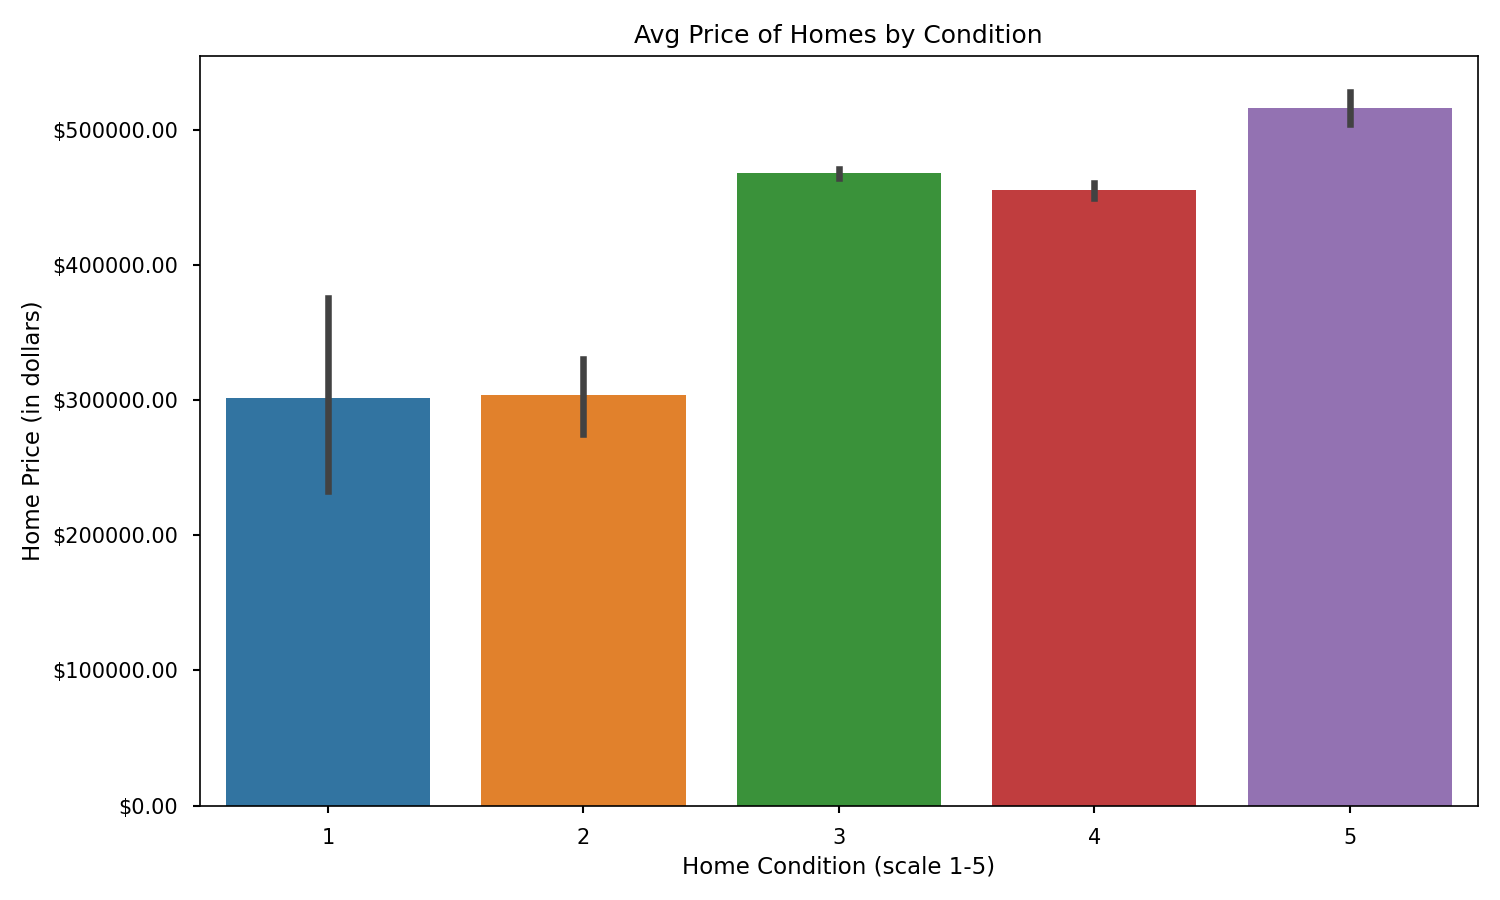 Avg Price of Homes by Condition
Home Price (in dollars)
$500000.00
$400000.00
$300000.00
$200000.00
$100000.00
$0.00
1 2 3 4 5
Home Condition (scale 1-5)